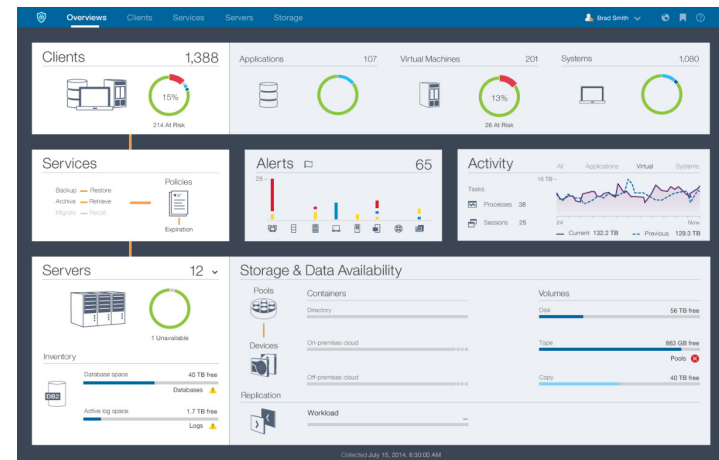 Overviews Clients Services Servers Storage Brad Smith
Clients 1,388
15%
214 At Risk
Applications 107
Virtual Machines 201
13%
26 At Risk
Systems 1,080
Services
Policies
Backup Restore
Archive Retrieve
Migrate Recall
Expiration
Alerts 65
25
Activity
All Applications Virtual Systems
10 TB
Tasks
Processes 38
Sessions 25
24 Now
Current 132.2 TB Previous 129.3 TB
Servers 12
1 Unavailable
Inventory
DB2
Database space 40 TB free
Databases
Active log space 1.7 TB free
Logs
Storage & Data Availability
Pools
Devices
Containers
Directory
On-premises cloud
Off-premises cloud
Volumes
Disk 56 TB free
Tape 863 GB free
Pools
Copy 40 TB free
Replication
Workload
Collected July 15, 2014, 8:30:00 AM